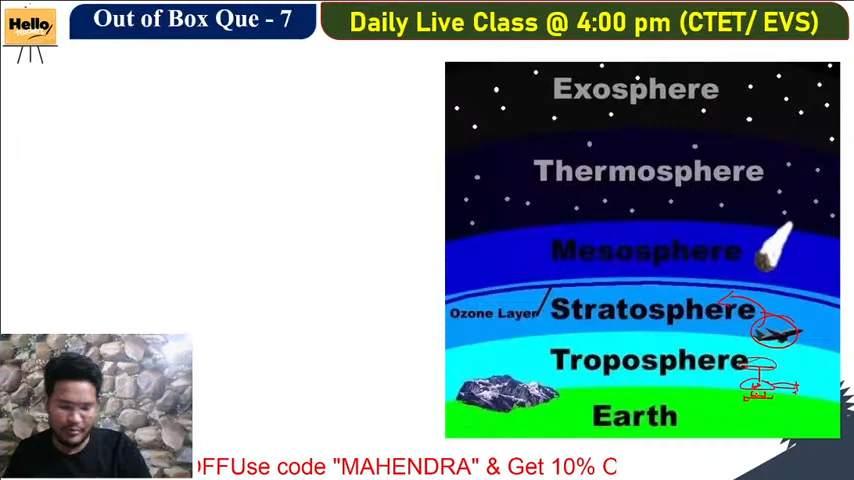 Hello,
Out of Box Que - 7
Daily Live Class @ 4:00 pm (CTET/ EVS)
Exosphere
Thermosphere
Mesosphere
Ozone Layer
Stratosphere
Troposphere
Earth
OFFUse code "MAHENDRA" & Get 10% O